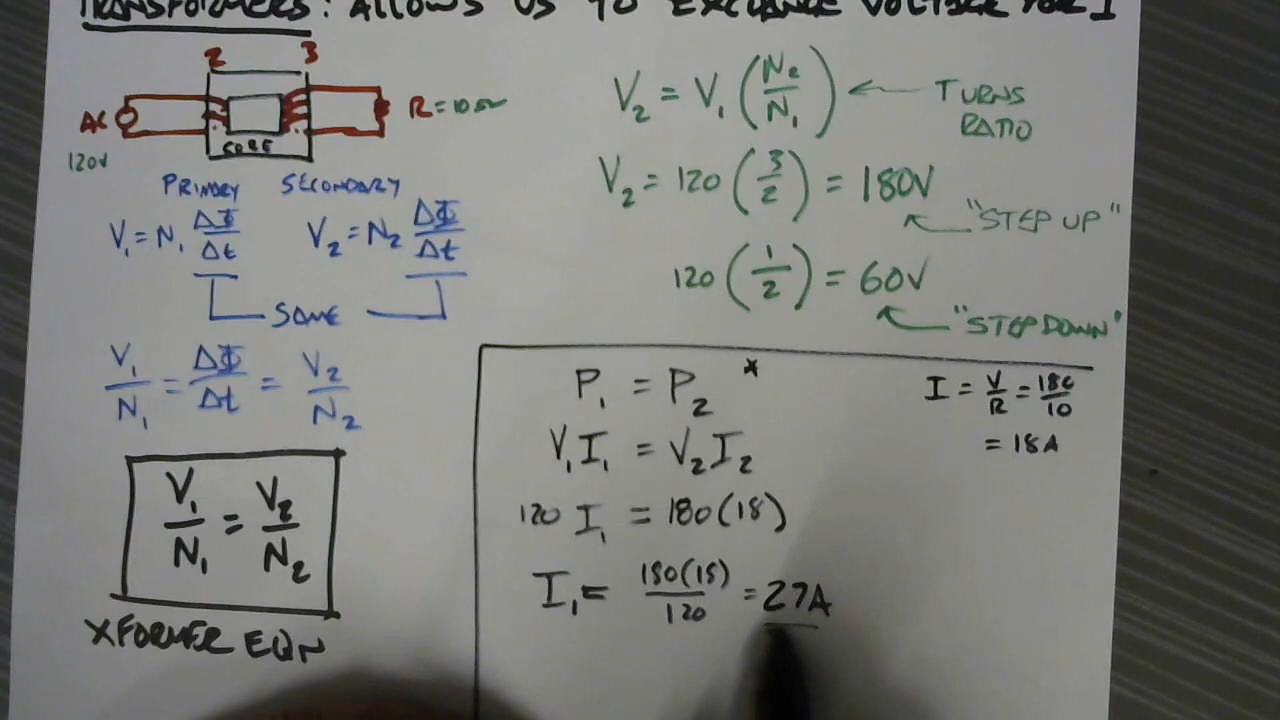 TRANSFORMERS: ALLOWS US TO EXCHANGE VOLTAGE FOR I
2 3
AC
120V
CORE
R = 10Ω
PRIMARY SECONDARY
V₁ = N₁ ΔΦ/Δt V₂ = N₂ ΔΦ/Δt
SAME
V₁/N₁ = ΔΦ/Δt = V₂/N₂
V₁/N₁ = V₂/N₂
XFORMER EQN
V₂ = V₁ (N₂/N₁) ← TURNS RATIO
V₂ = 120 (3/2) = 180V
"STEP UP"
120 (1/2) = 60V
"STEP DOWN"
P₁ = P₂ *
V₁I₁ = V₂I₂
120 I₁ = 180(18)
I₁ = 180(18)/120 = 27A
I = V/R = 180/10
= 18A